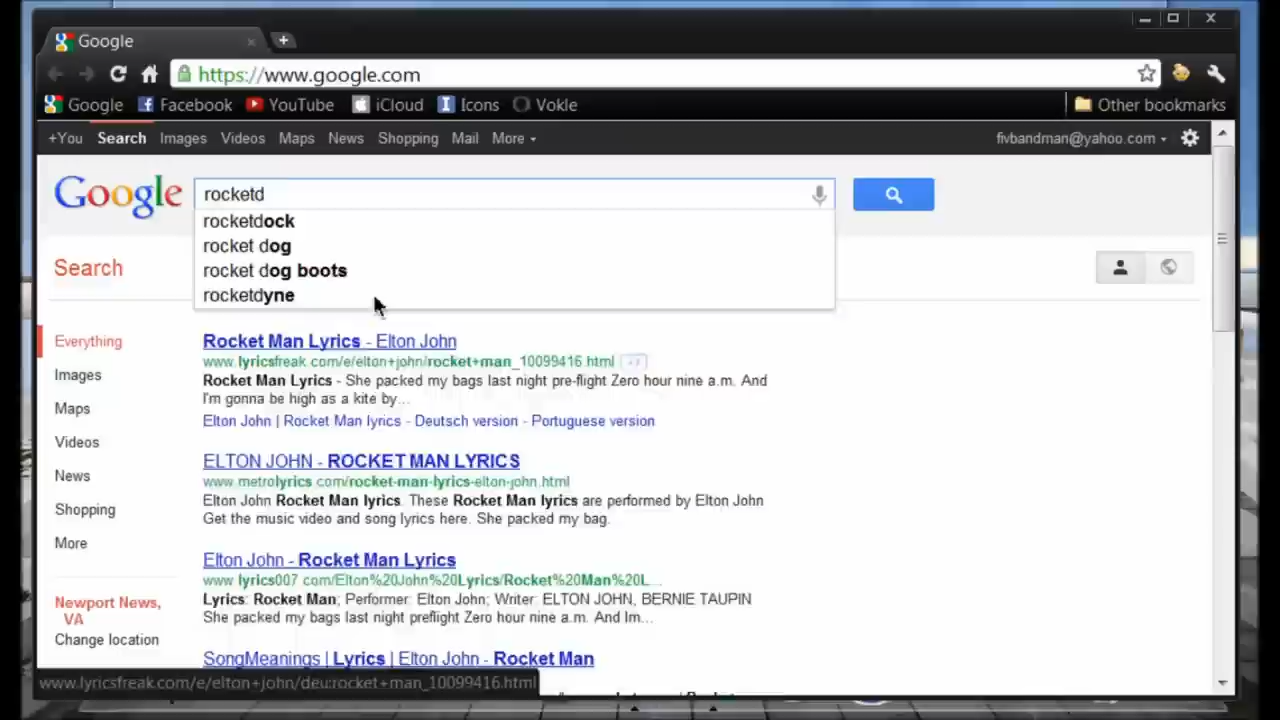 Google
https://www.google.com
Google Facebook YouTube iCloud Icons Vokle Other bookmarks
+You Search Images Videos Maps News Shopping Mail More fivbandman@yahoo.com
Google rocketd
rocketdock
rocket dog
rocket dog boots
rocketdyne
Search
Everything
Images
Maps
Videos
News
Shopping
More
Newport News,
VA
Change location
Rocket Man Lyrics - Elton John
www.lyricsfreak.com/e/elton+john/rocket+man_10099416.html
Rocket Man Lyrics - She packed my bags last night pre-flight Zero hour nine a.m. And
I'm gonna be high as a kite by...
Elton John | Rocket Man lyrics - Deutsch version - Portuguese version
ELTON JOHN - ROCKET MAN LYRICS
www.metrolyrics.com/rocket-man-lyrics-elton-john.html
Elton John Rocket Man lyrics. These Rocket Man lyrics are performed by Elton John
Get the music video and song lyrics here. She packed my bag.
Elton John - Rocket Man Lyrics
www.lyrics007.com/Elton%20John%20Lyrics/Rocket%20Man%20L...
Lyrics: Rocket Man; Performer: Elton John; Writer: ELTON JOHN, BERNIE TAUPIN
She packed my bags last night preflight Zero hour nine a.m. And Im...
SongMeanings | Lyrics | Elton John - Rocket Man
www.lyricsfreak.com/e/elton+john/deu:rocket+man_10099416.html